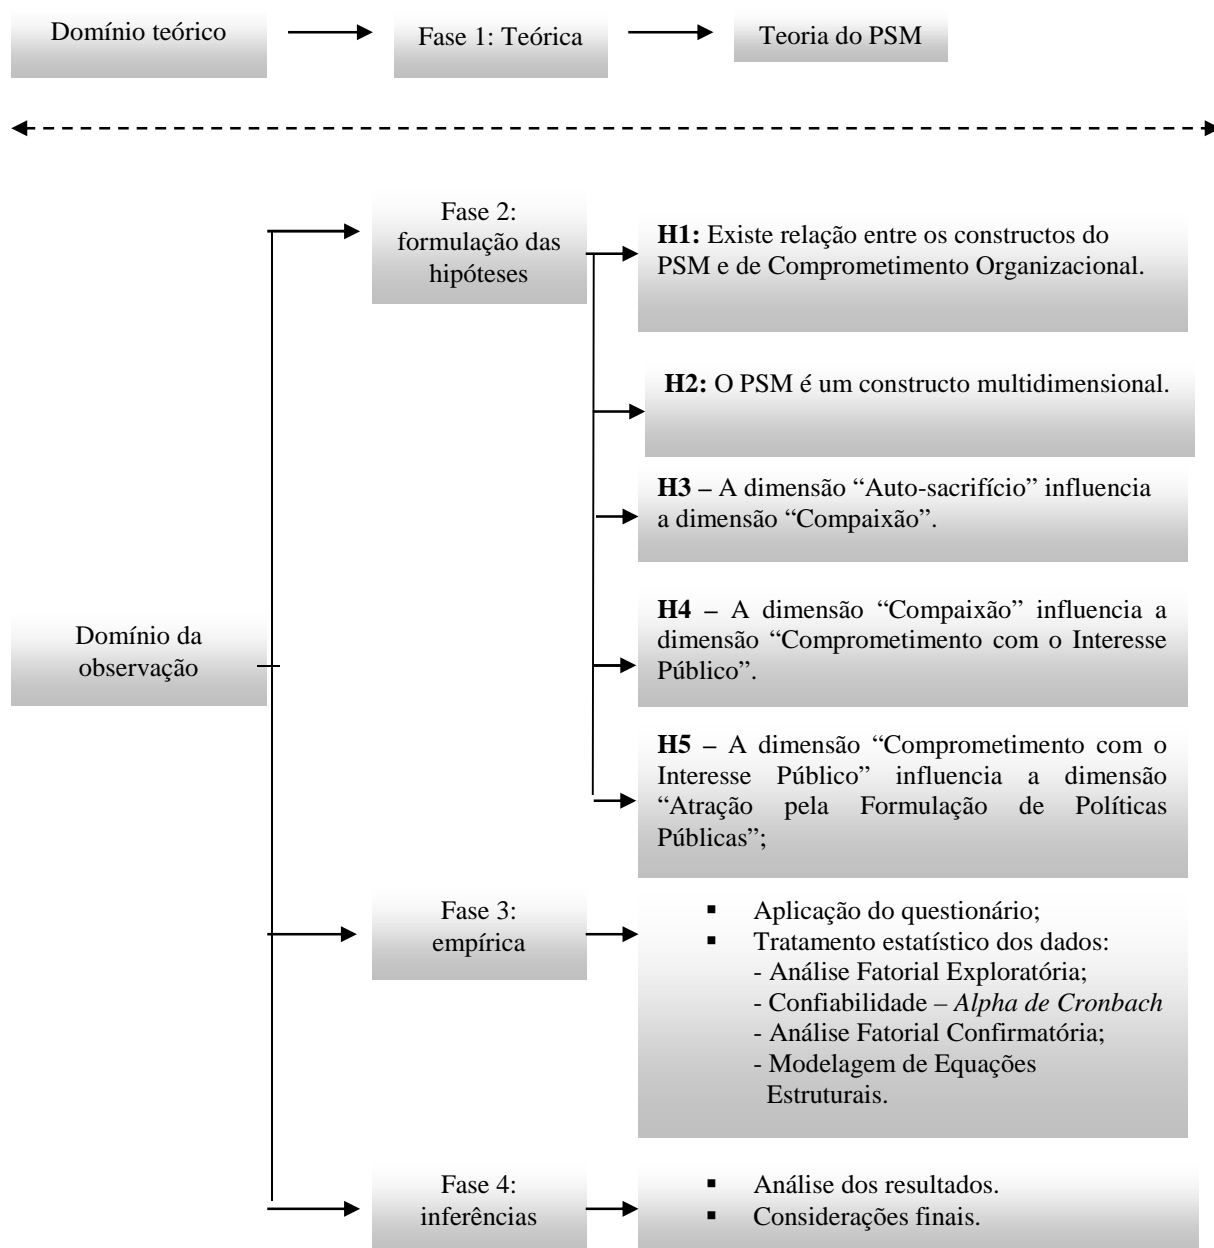 Domínio teórico
Fase 1: Teórica
Teoria do PSM
Fase 2:
formulação das
hipóteses
H1: Existe relação entre os constructos do
PSM e de Comprometimento Organizacional.
H2: O PSM é um constructo multidimensional.
H3 – A dimensão “Auto-sacrifício” influencia
a dimensão “Compaixão”.
Domínio da
observação
H4 – A dimensão “Compaixão” influencia a
dimensão “Comprometimento com o Interesse
Público”.
H5 – A dimensão “Comprometimento com o
Interesse Público” influencia a dimensão
“Atração pela Formulação de Políticas
Públicas”;
Fase 3:
empírica
▪ Aplicação do questionário;
▪ Tratamento estatístico dos dados:
- Análise Fatorial Exploratória;
- Confiabilidade – Alpha de Cronbach
- Análise Fatorial Confirmatória;
- Modelagem de Equações
Estruturais.
Fase 4:
inferências
▪ Análise dos resultados.
▪ Considerações finais.